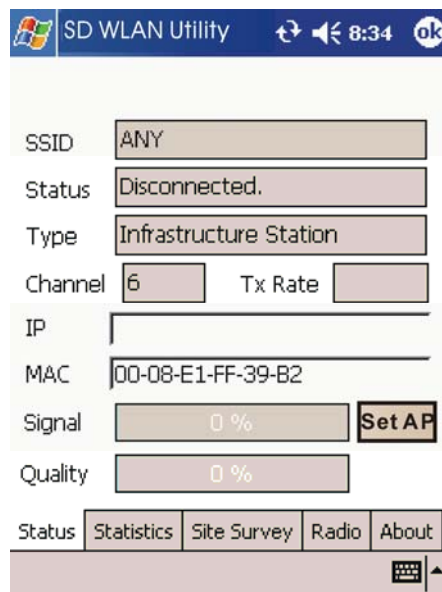 SD WLAN Utility 8:34 ok
SSID ANY
Status Disconnected.
Type Infrastructure Station
Channel 6 Tx Rate
IP
MAC 00-08-E1-FF-39-B2
Signal 0 % Set AP
Quality 0 %
Status Statistics Site Survey Radio About